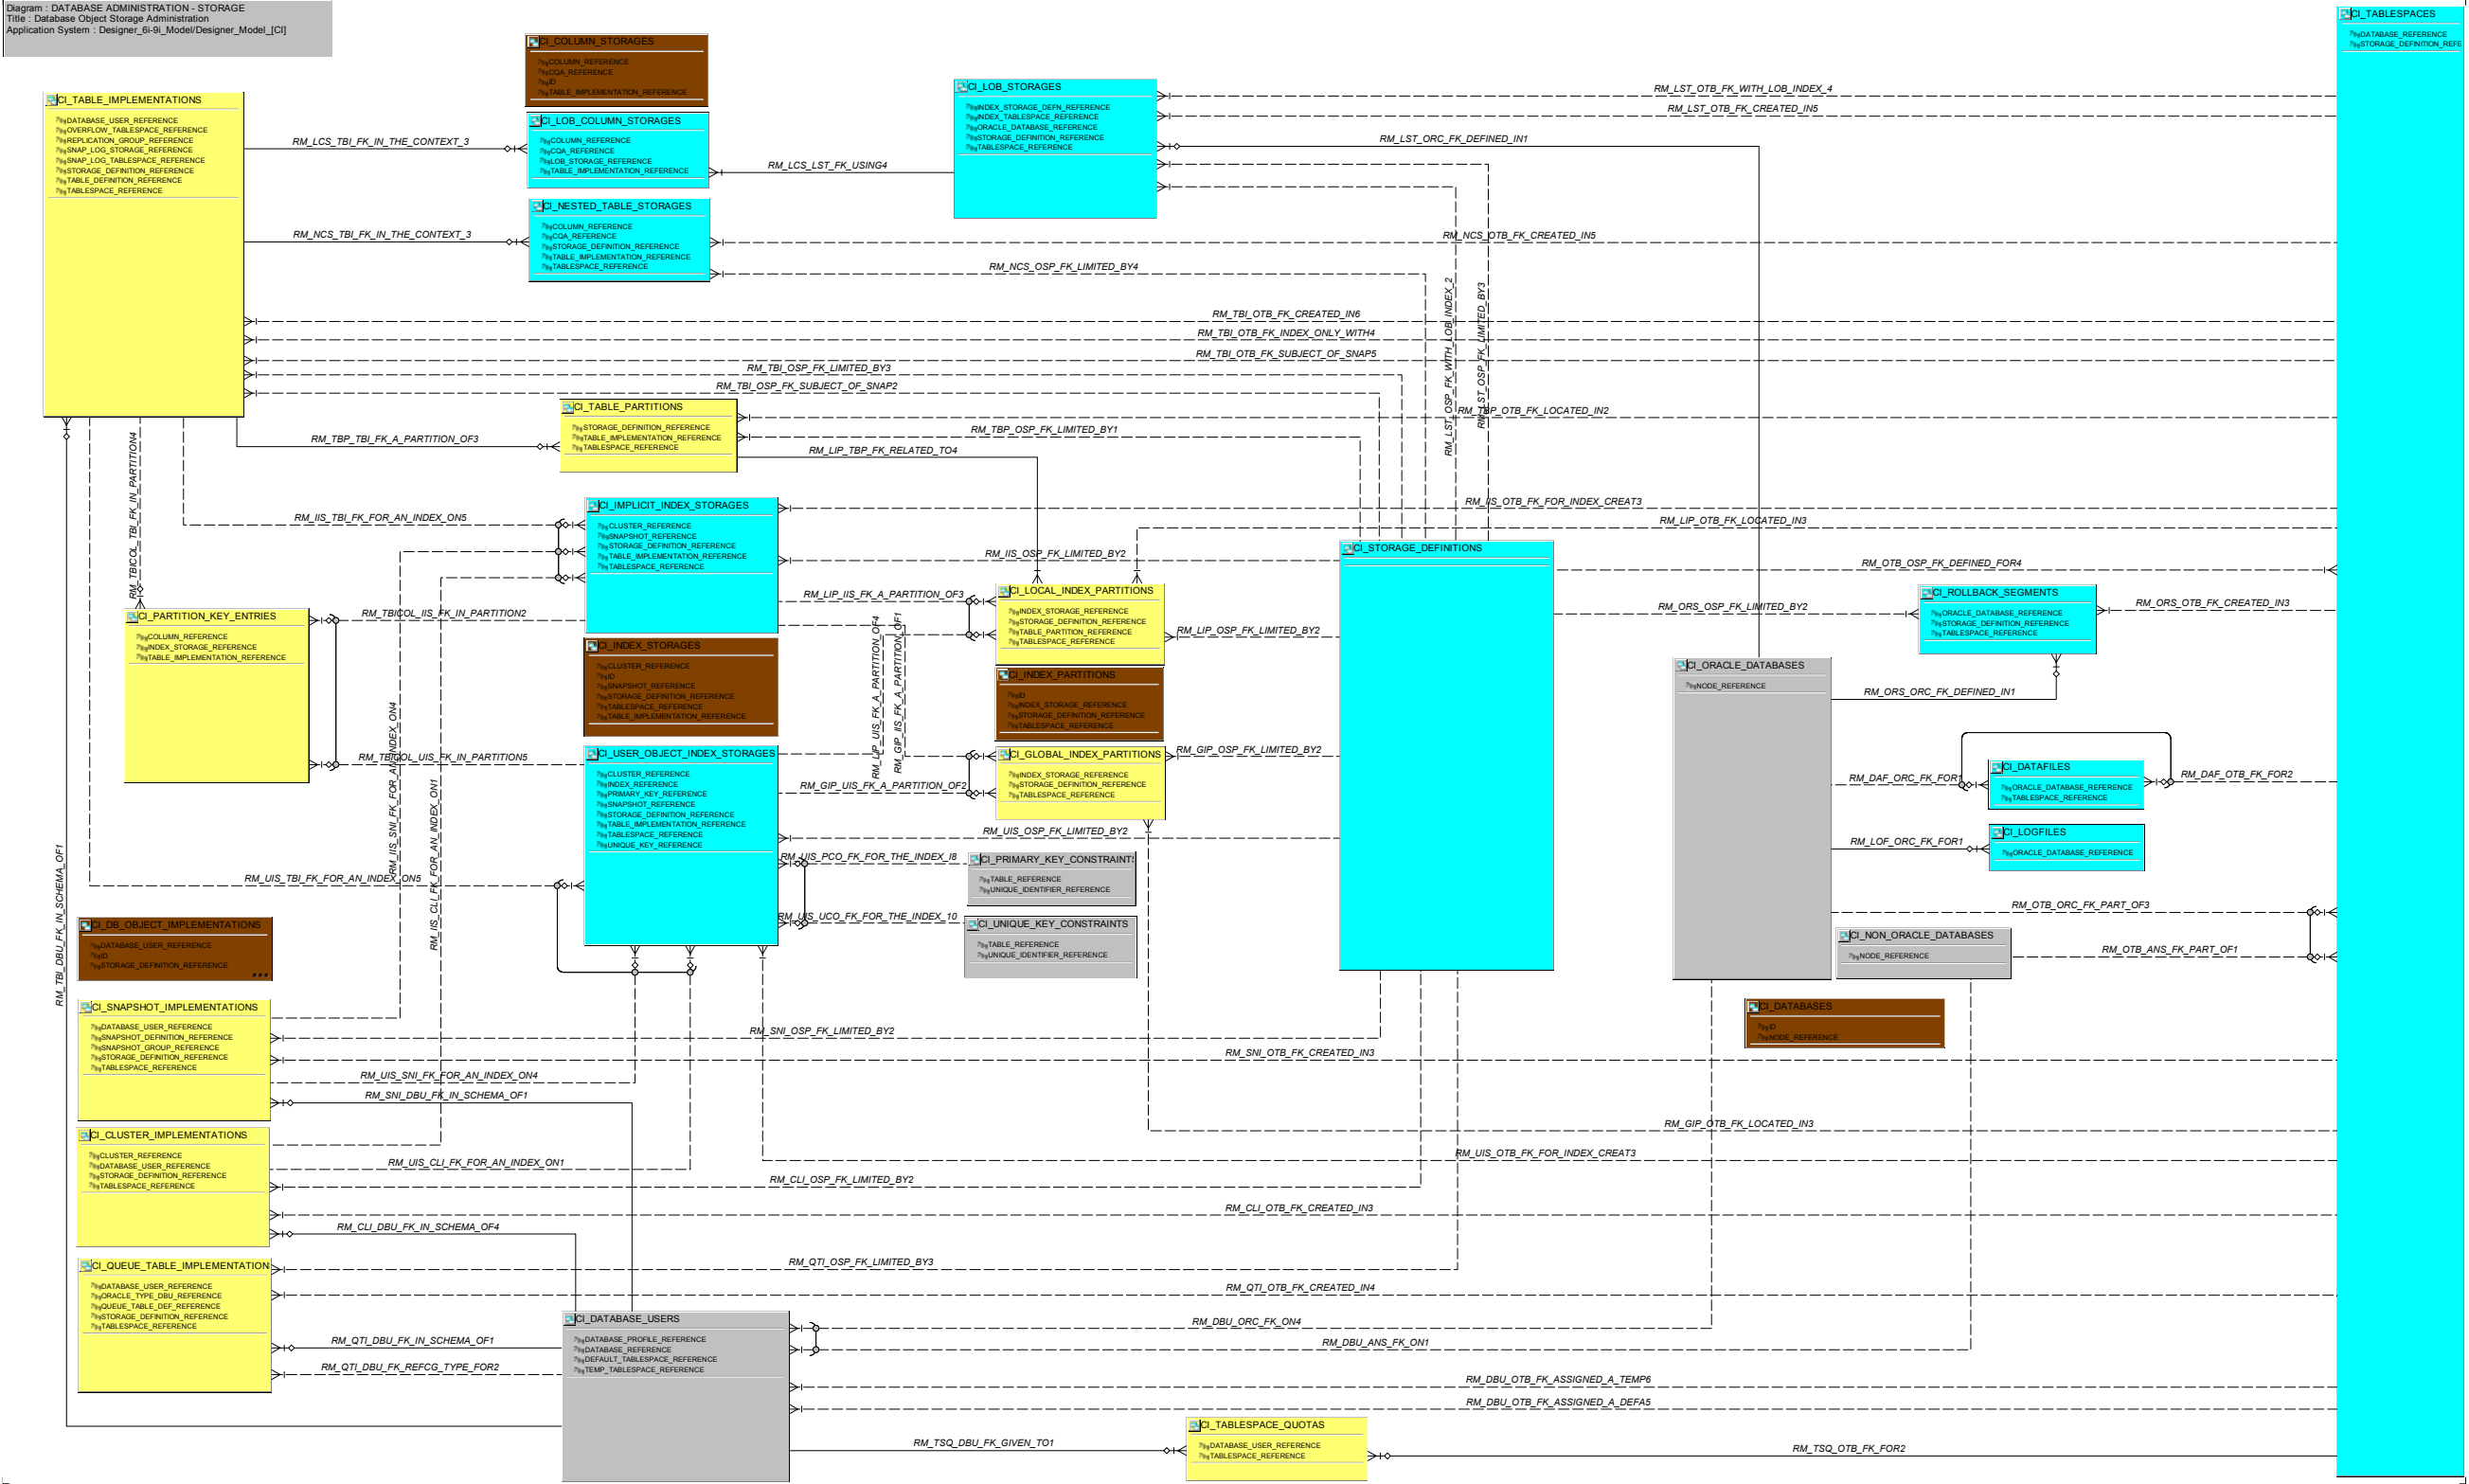 Diagram : DATABASE ADMINISTRATION - STORAGE
Title : Database Object Storage Administration
Application System : Designer_6i-9i_Model/Designer_Model_[CI]
CI_TABLESPACES
DATABASE_REFERENCE
STORAGE_DEFINITION_REFE
CI_COLUMN_STORAGES
COLUMN_REFERENCE
CQA_REFERENCE
ID
TABLE_IMPLEMENTATION_REFERENCE
CI_TABLE_IMPLEMENTATIONS
DATABASE_USER_REFERENCE
OVERFLOW_TABLESPACE_REFERENCE
REPLICATION_GROUP_REFERENCE
SNAP_LOG_STORAGE_REFERENCE
SNAP_LOG_TABLESPACE_REFERENCE
STORAGE_DEFINITION_REFERENCE
TABLE_DEFINITION_REFERENCE
TABLESPACE_REFERENCE
CI_LOB_COLUMN_STORAGES
COLUMN_REFERENCE
CQA_REFERENCE
LOB_STORAGE_REFERENCE
TABLE_IMPLEMENTATION_REFERENCE
CI_LOB_STORAGES
INDEX_STORAGE_DEFN_REFERENCE
INDEX_TABLESPACE_REFERENCE
ORACLE_DATABASE_REFERENCE
STORAGE_DEFINITION_REFERENCE
TABLESPACE_REFERENCE
RM_LST_OTB_FK_WITH_LOB_INDEX_4
RM_LST_OTB_FK_CREATED_IN5
RM_LST_ORC_FK_DEFINED_IN1
RM_LCS_TBI_FK_IN_THE_CONTEXT_3
RM_LCS_LST_FK_USING4
CI_NESTED_TABLE_STORAGES
COLUMN_REFERENCE
CQA_REFERENCE
STORAGE_DEFINITION_REFERENCE
TABLE_IMPLEMENTATION_REFERENCE
TABLESPACE_REFERENCE
RM_NCS_TBI_FK_IN_THE_CONTEXT_3
RM_NCS_OTB_FK_CREATED_IN5
RM_NCS_OSP_FK_LIMITED_BY4
RM_LST_OSP_FK_WITH_LOB_INDEX_2
RM_LST_OSP_FK_LIMITED_BY3
RM_TBI_OTB_FK_CREATED_IN6
RM_TBI_OTB_FK_INDEX_ONLY_WITH4
RM_TBI_OTB_FK_SUBJECT_OF_SNAP5
RM_TBI_OSP_FK_LIMITED_BY3
RM_TBI_OSP_FK_SUBJECT_OF_SNAP2
CI_TABLE_PARTITIONS
STORAGE_DEFINITION_REFERENCE
TABLE_IMPLEMENTATION_REFERENCE
TABLESPACE_REFERENCE
RM_TBP_OTB_FK_LOCATED_IN2
RM_TBP_OSP_FK_LIMITED_BY1
RM_TBP_TBI_FK_A_PARTITION_OF3
RM_LIP_TBP_FK_RELATED_TO4
RM_TBICOL_TBI_FK_IN_PARTITION4
CI_IMPLICIT_INDEX_STORAGES
CLUSTER_REFERENCE
SNAPSHOT_REFERENCE
STORAGE_DEFINITION_REFERENCE
TABLE_IMPLEMENTATION_REFERENCE
TABLESPACE_REFERENCE
RM_IIS_TBI_FK_FOR_AN_INDEX_ON5
RM_IIS_OTB_FK_FOR_INDEX_CREAT3
RM_LIP_OTB_FK_LOCATED_IN3
RM_IIS_OSP_FK_LIMITED_BY2
CI_STORAGE_DEFINITIONS
RM_OTB_OSP_FK_DEFINED_FOR4
CI_PARTITION_KEY_ENTRIES
COLUMN_REFERENCE
INDEX_STORAGE_REFERENCE
TABLE_IMPLEMENTATION_REFERENCE
RM_TBICOL_IIS_FK_IN_PARTITION2
RM_LIP_IIS_FK_A_PARTITION_OF3
CI_LOCAL_INDEX_PARTITIONS
INDEX_STORAGE_REFERENCE
STORAGE_DEFINITION_REFERENCE
TABLE_PARTITION_REFERENCE
TABLESPACE_REFERENCE
RM_LIP_OSP_FK_LIMITED_BY2
RM_ORS_OSP_FK_LIMITED_BY2
CI_ROLLBACK_SEGMENTS
ORACLE_DATABASE_REFERENCE
STORAGE_DEFINITION_REFERENCE
TABLESPACE_REFERENCE
RM_ORS_OTB_FK_CREATED_IN3
CI_INDEX_STORAGES
CLUSTER_REFERENCE
ID
SNAPSHOT_REFERENCE
STORAGE_DEFINITION_REFERENCE
TABLESPACE_REFERENCE
TABLE_IMPLEMENTATION_REFERENCE
RM_LIP_UIS_FK_A_PARTITION_OF4
RM_GIP_IIS_FK_A_PARTITION_OF1
CI_INDEX_PARTITIONS
ID
INDEX_STORAGE_REFERENCE
STORAGE_DEFINITION_REFERENCE
TABLESPACE_REFERENCE
CI_ORACLE_DATABASES
NODE_REFERENCE
RM_ORS_ORC_FK_DEFINED_IN1
RM_TBICOL_UIS_FK_IN_PARTITION5
CI_USER_OBJECT_INDEX_STORAGES
CLUSTER_REFERENCE
INDEX_REFERENCE
PRIMARY_KEY_REFERENCE
SNAPSHOT_REFERENCE
STORAGE_DEFINITION_REFERENCE
TABLE_IMPLEMENTATION_REFERENCE
TABLESPACE_REFERENCE
UNIQUE_KEY_REFERENCE
CI_GLOBAL_INDEX_PARTITIONS
INDEX_STORAGE_REFERENCE
STORAGE_DEFINITION_REFERENCE
TABLESPACE_REFERENCE
RM_GIP_OSP_FK_LIMITED_BY2
RM_GIP_UIS_FK_A_PARTITION_OF2
RM_DAF_ORC_FK_FOR1
CI_DATAFILES
ORACLE_DATABASE_REFERENCE
TABLESPACE_REFERENCE
RM_DAF_OTB_FK_FOR2
RM_UIS_OSP_FK_LIMITED_BY2
RM_LOF_ORC_FK_FOR1
CI_LOGFILES
ORACLE_DATABASE_REFERENCE
RM_UIS_PCO_FK_FOR_THE_INDEX_I8
CI_PRIMARY_KEY_CONSTRAINTS
TABLE_REFERENCE
UNIQUE_IDENTIFIER_REFERENCE
RM_IIS_SNI_FK_FOR_AN_INDEX_ON4
RM_IIS_CLI_FK_FOR_AN_INDEX_ON1
RM_UIS_TBI_FK_FOR_AN_INDEX_ON5
RM_TBI_DBU_FK_IN_SCHEMA_OF1
RM_UIS_UCO_FK_FOR_THE_INDEX_10
CI_UNIQUE_KEY_CONSTRAINTS
TABLE_REFERENCE
UNIQUE_IDENTIFIER_REFERENCE
RM_OTB_ORC_FK_PART_OF3
CI_NON_ORACLE_DATABASES
NODE_REFERENCE
RM_OTB_ANS_FK_PART_OF1
CI_DB_OBJECT_IMPLEMENTATIONS
DATABASE_USER_REFERENCE
ID
STORAGE_DEFINITION_REFERENCE
...
CI_DATABASES
ID
NODE_REFERENCE
CI_SNAPSHOT_IMPLEMENTATIONS
DATABASE_USER_REFERENCE
SNAPSHOT_DEFINITION_REFERENCE
SNAPSHOT_GROUP_REFERENCE
STORAGE_DEFINITION_REFERENCE
TABLESPACE_REFERENCE
RM_SNI_OSP_FK_LIMITED_BY2
RM_SNI_OTB_FK_CREATED_IN3
RM_UIS_SNI_FK_FOR_AN_INDEX_ON4
RM_SNI_DBU_FK_IN_SCHEMA_OF1
RM_GIP_OTB_FK_LOCATED_IN3
CI_CLUSTER_IMPLEMENTATIONS
CLUSTER_REFERENCE
DATABASE_USER_REFERENCE
STORAGE_DEFINITION_REFERENCE
TABLESPACE_REFERENCE
RM_UIS_OTB_FK_FOR_INDEX_CREAT3
RM_UIS_CLI_FK_FOR_AN_INDEX_ON1
RM_CLI_OSP_FK_LIMITED_BY2
RM_CLI_OTB_FK_CREATED_IN3
RM_CLI_DBU_FK_IN_SCHEMA_OF4
CI_QUEUE_TABLE_IMPLEMENTATION
DATABASE_USER_REFERENCE
ORACLE_TYPE_DBU_REFERENCE
QUEUE_TABLE_DEF_REFERENCE
STORAGE_DEFINITION_REFERENCE
TABLESPACE_REFERENCE
RM_QTI_OSP_FK_LIMITED_BY3
RM_QTI_OTB_FK_CREATED_IN4
CI_DATABASE_USERS
DATABASE_PROFILE_REFERENCE
DATABASE_REFERENCE
DEFAULT_TABLESPACE_REFERENCE
TEMP_TABLESPACE_REFERENCE
RM_DBU_ORC_FK_ON4
RM_DBU_ANS_FK_ON1
RM_QTI_DBU_FK_IN_SCHEMA_OF1
RM_QTI_DBU_FK_REFCG_TYPE_FOR2
RM_DBU_OTB_FK_ASSIGNED_A_TEMP6
RM_DBU_OTB_FK_ASSIGNED_A_DEFA5
RM_TSQ_DBU_FK_GIVEN_TO1
CI_TABLESPACE_QUOTAS
DATABASE_USER_REFERENCE
TABLESPACE_REFERENCE
RM_TSQ_OTB_FK_FOR2